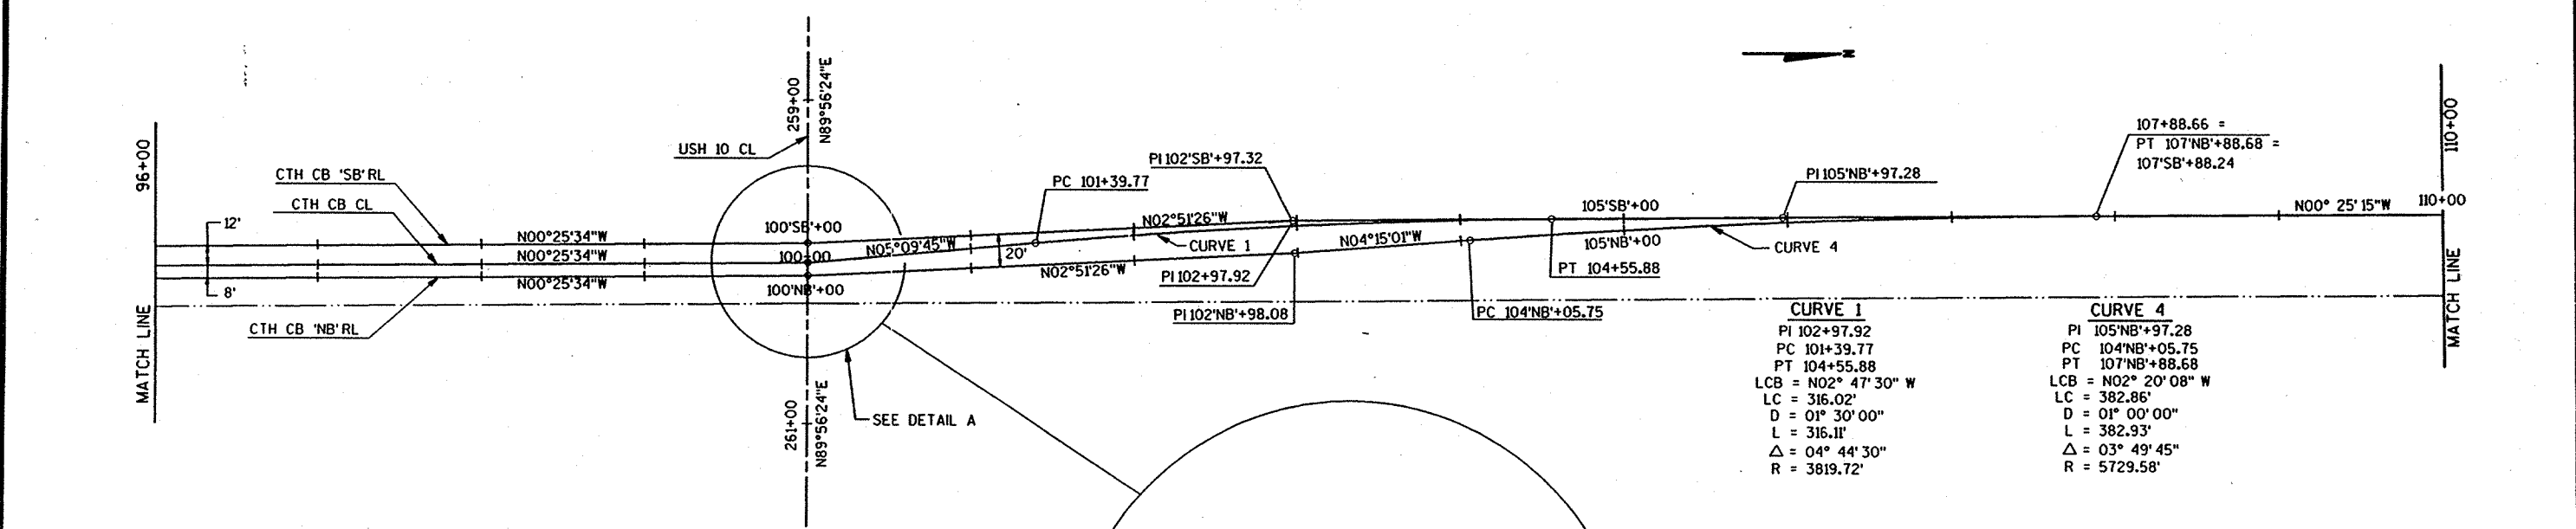 96+00
MATCH LINE
CTH CB 'SB' RL
CTH CB CL
CTH CB 'NB' RL
12'
8'
N00°25'34"W
N00°25'34"W
N00°25'34"W
USH 10 CL
259+00
N89°56'24"E
261+00
N89°56'24"E
100'SB'+00
100+00
100'NB'+00
N05°09'45"W
SEE DETAIL A
20'
PC 101+39.77
N02°51'26"W
CURVE 1
N02°51'26"W
PI 102'SB'+97.32
PI 102+97.92
PI 102'NB'+98.08
N04°15'01"W
PC 104'NB'+05.75
PT 104+55.88
105'SB'+00
105'NB'+00
PI 105'NB'+97.28
CURVE 4
N
107+88.66 =
PT 107'NB'+88.68 =
107'SB'+88.24
N00° 25'15"W
110+00
110+00
MATCH LINE
CURVE 1
PI 102+97.92
PC 101+39.77
PT 104+55.88
LCB = N02° 47'30" W
LC = 316.02'
D = 01° 30'00"
L = 316.11'
Δ = 04° 44'30"
R = 3819.72'
CURVE 4
PI 105'NB'+97.28
PC 104'NB'+05.75
PT 107'NB'+88.68
LCB = N02° 20'08" W
LC = 382.86'
D = 01° 00'00"
L = 382.93'
Δ = 03° 49'45"
R = 5729.58'